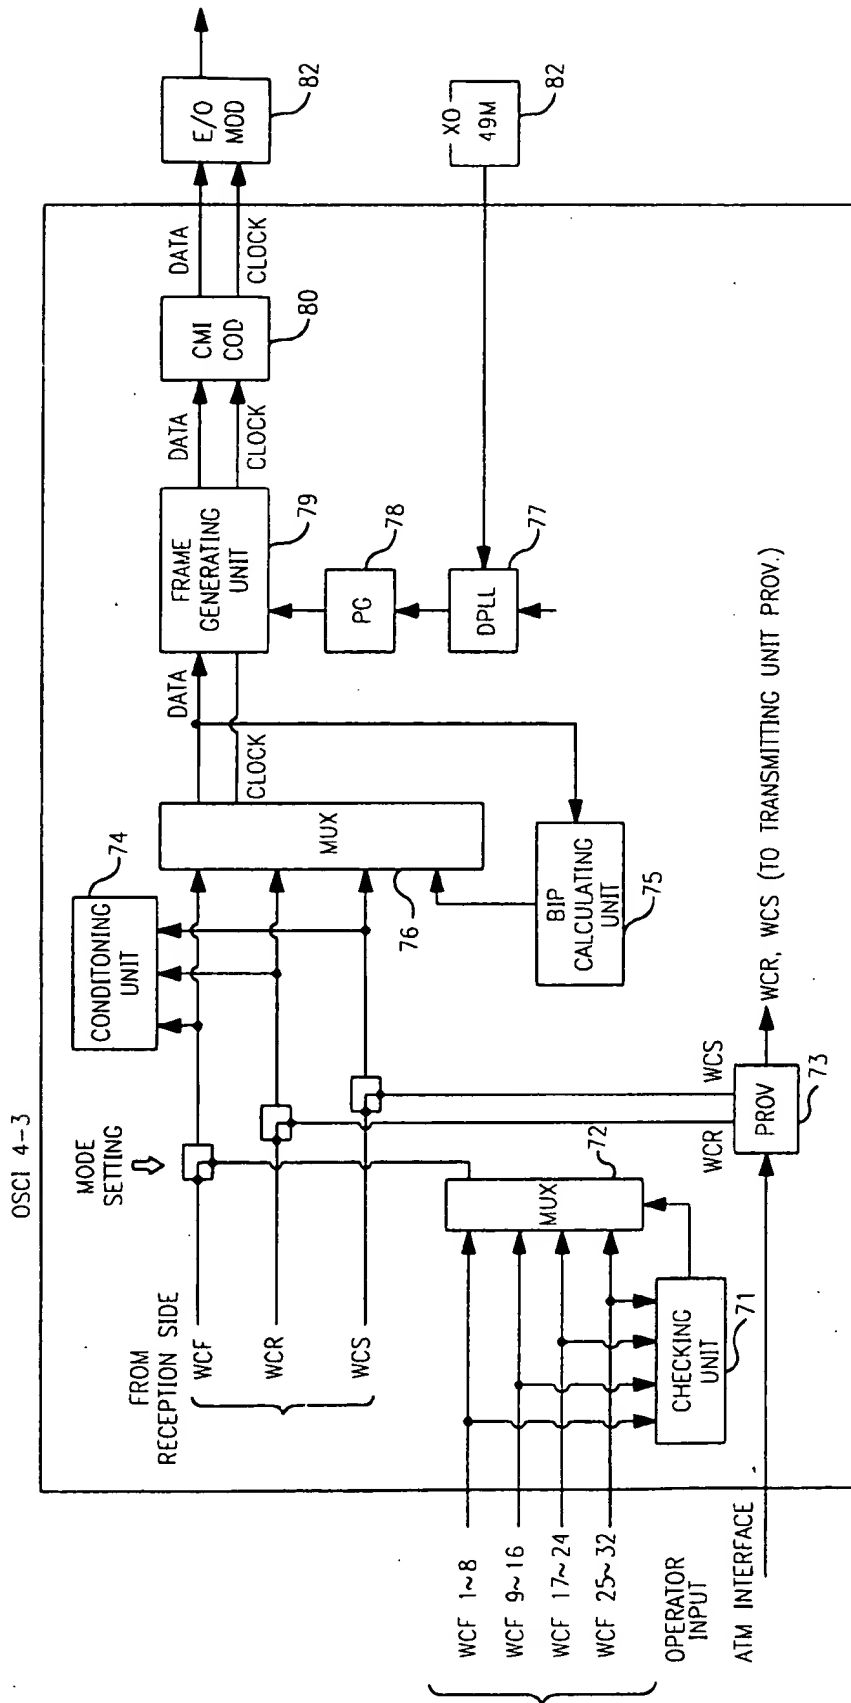 OSCI 4-3
FROM
RECEPTION SIDE
WCF
WCR
WCS
MODE
SETTING
CONDITONING
UNIT
74
MUX
76
DATA
CLOCK
FRAME
GENERATING
UNIT
79
DATA
CLOCK
CMI
COD
80
DATA
CLOCK
E/O
MOD
82
XO
49M
82
PG
78
DPLL
77
BIP
CALCULATING
UNIT
75
WCF 1~8
WCF 9~16
WCF 17~24
WCF 25~32
OPERATOR
INPUT
ATM INTERFACE
MUX
72
CHECKING
UNIT
71
WCR
WCS
PROV
73
WCR, WCS (TO TRANSMITTING UNIT PROV.)